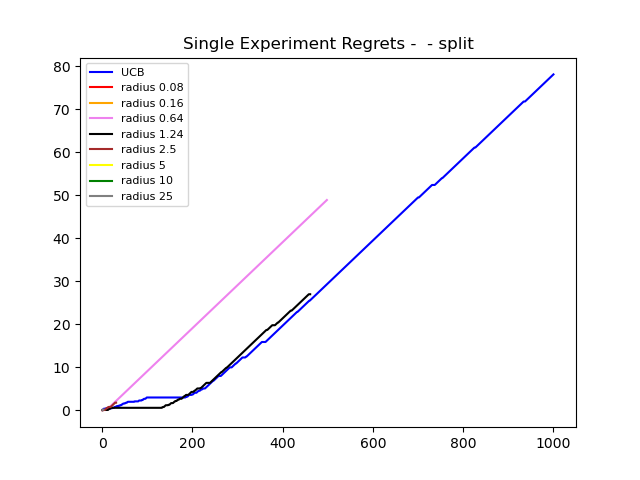 Single Experiment Regrets -  - split
UCB
radius 0.08
radius 0.16
radius 0.64
radius 1.24
radius 2.5
radius 5
radius 10
radius 25
80
70
60
50
40
30
20
10
0
0 200 400 600 800 1000